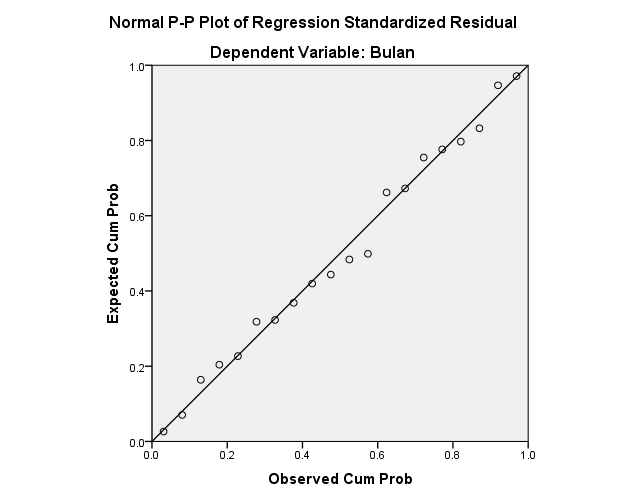 Normal P-P Plot of Regression Standardized Residual
Dependent Variable: Bulan
1.0
0.8
0.6
0.4
0.2
0.0
Expected Cum Prob
0.0 0.2 0.4 0.6 0.8 1.0
Observed Cum Prob